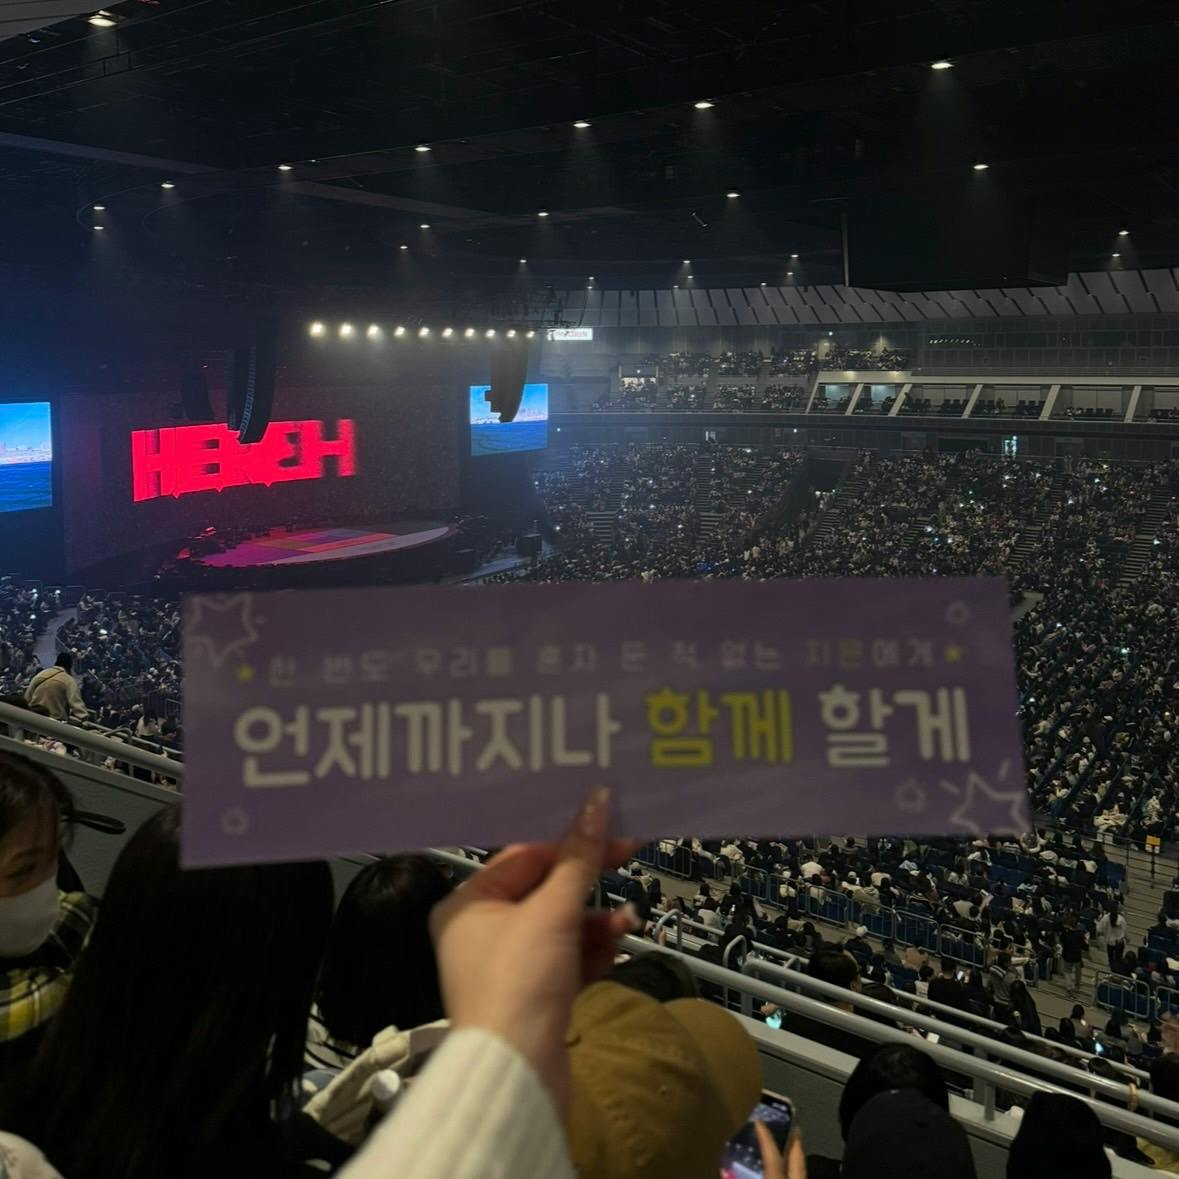 한 번도 우리를 혼자 둔 적 없는 지민에게
언제까지나 함께 할게